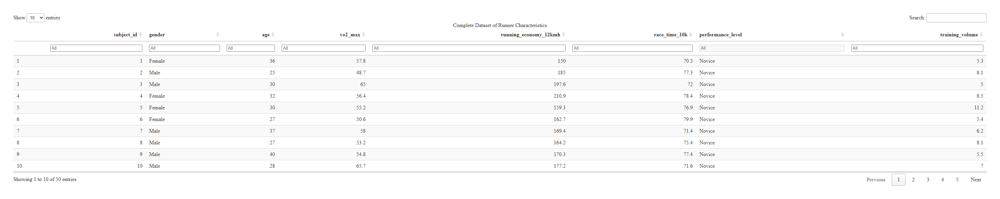 Show 10 entries Search:
Complete Dataset of Runner Characteristics
subject_id gender age vo2_max running_economy_12kmh race_time_10k performance_level training_volume
All All All All All All All All
1 1 Female 36 57.8 150 70.3 Novice 5.3
2 2 Male 25 48.7 185 77.3 Novice 8.1
3 3 Male 30 65 197.6 72 Novice 5
4 4 Female 32 56.4 210.9 78.4 Novice 8.5
5 5 Female 30 55.2 159.3 76.9 Novice 11.2
6 6 Female 27 50.6 162.7 79.9 Novice 5.4
7 7 Male 37 58 169.4 71.4 Novice 6.2
8 8 Male 27 53.2 164.2 75.4 Novice 8.1
9 9 Male 40 54.8 170.3 77.4 Novice 5.5
10 10 Male 28 65.7 177.2 71.6 Novice 7
Showing 1 to 10 of 50 entries Previous 1 2 3 4 5 Next